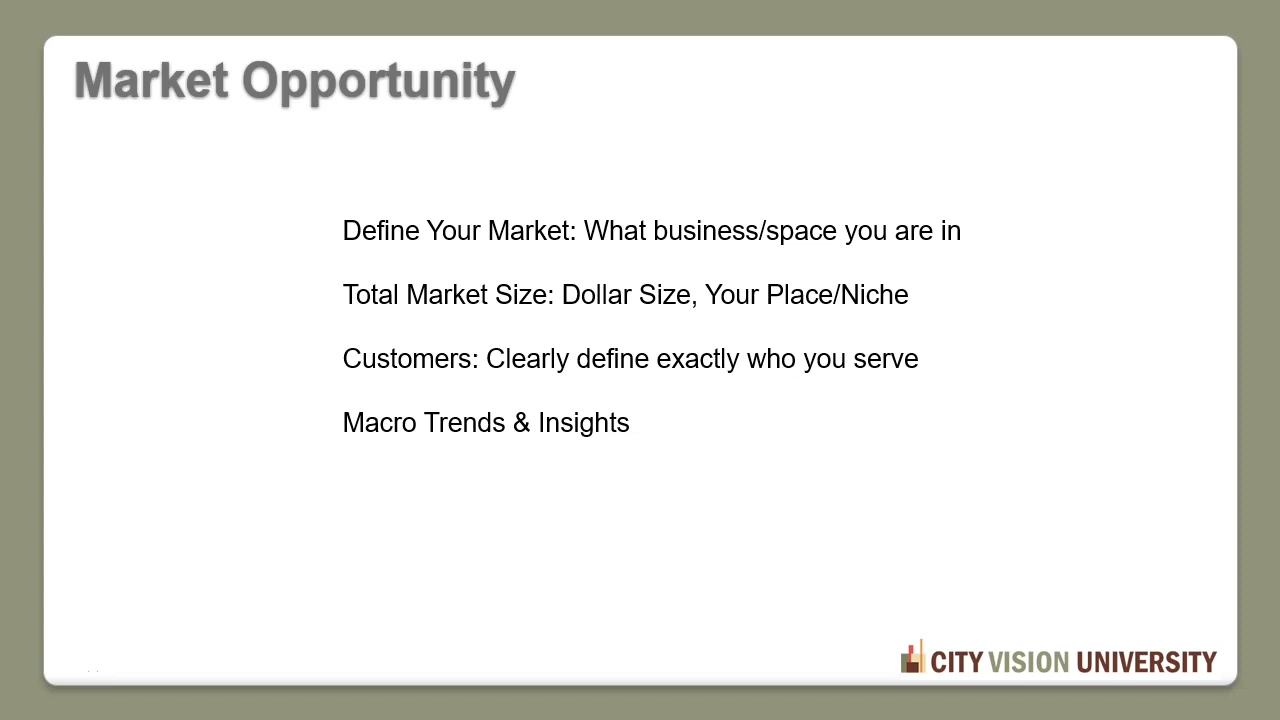 Market Opportunity
Define Your Market: What business/space you are in
Total Market Size: Dollar Size, Your Place/Niche
Customers: Clearly define exactly who you serve
Macro Trends & Insights
CITY VISION UNIVERSITY